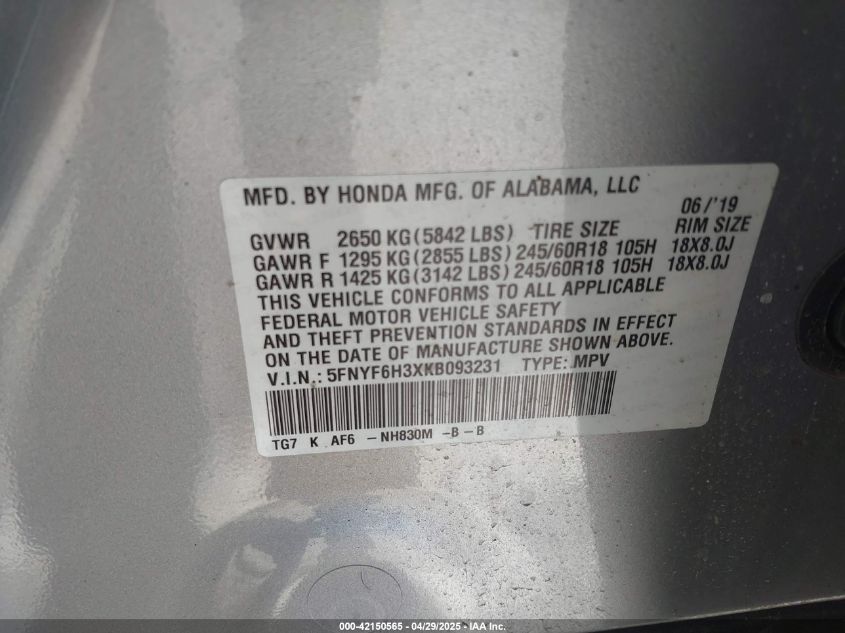 MFD. BY HONDA MFG. OF ALABAMA, LLC
06/'19
GVWR 2650 KG (5842 LBS) TIRE SIZE RIM SIZE
GAWR F 1295 KG (2855 LBS) 245/60R18 105H 18X8.0J
GAWR R 1425 KG (3142 LBS) 245/60R18 105H 18X8.0J
THIS VEHICLE CONFORMS TO ALL APPLICABLE
FEDERAL MOTOR VEHICLE SAFETY
AND THEFT PREVENTION STANDARDS IN EFFECT
ON THE DATE OF MANUFACTURE SHOWN ABOVE.
V.I.N.: 5FNYF6H3XKB093231 TYPE: MPV
TG7 K AF6 -NH830M -B-B
000-42150565 - 04/29/2025 - IAA Inc.